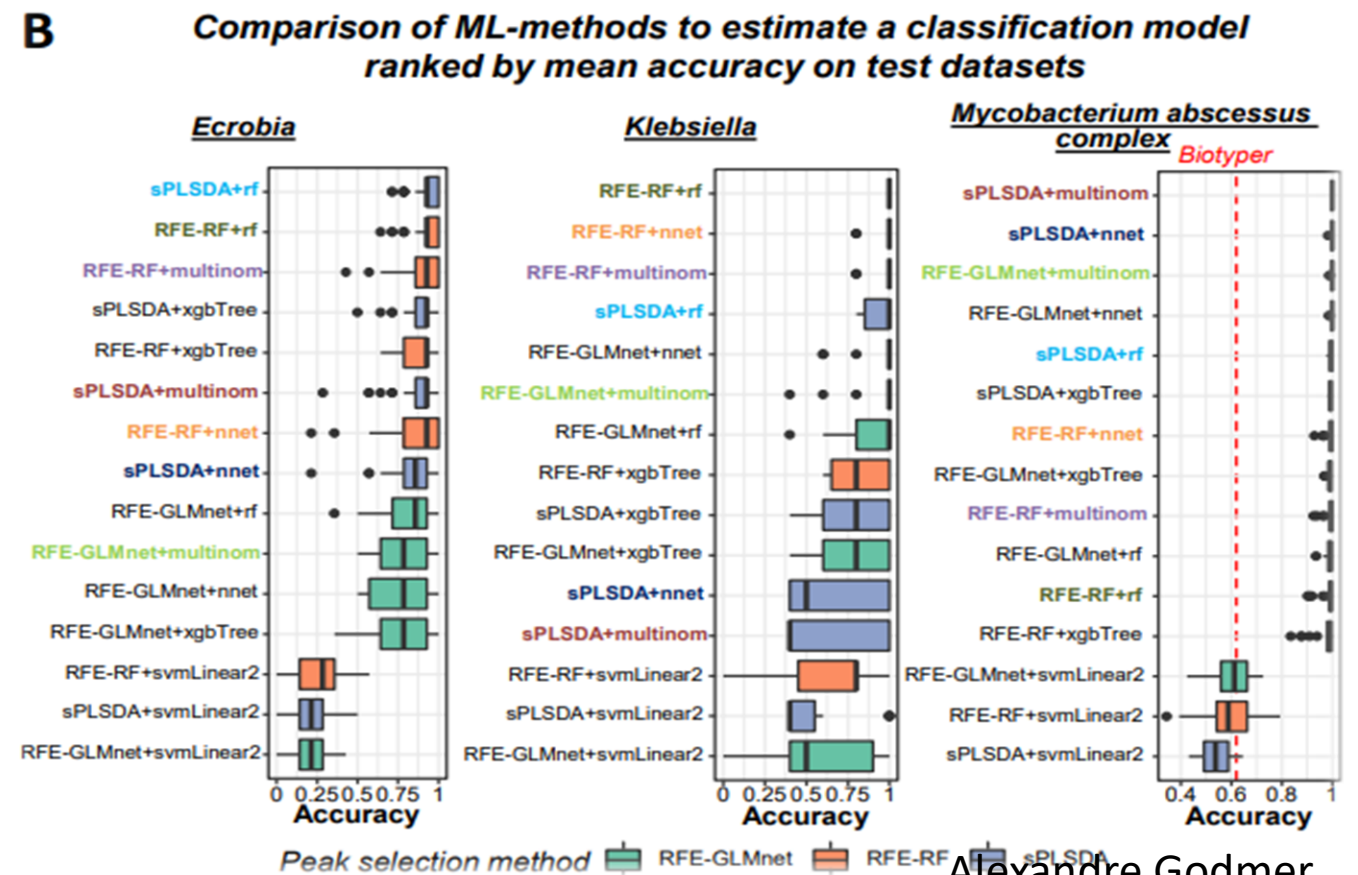 B
Comparison of ML-methods to estimate a classification model
ranked by mean accuracy on test datasets
Ecrobia
sPLSDA+rf
RFE-RF+rf
RFE-RF+multinom
sPLSDA+xgbTree
RFE-RF+xgbTree
sPLSDA+multinom
RFE-RF+nnet
sPLSDA+nnet
RFE-GLMnet+rf
RFE-GLMnet+multinom
RFE-GLMnet+nnet
RFE-GLMnet+xgbTree
RFE-RF+svmLinear2
sPLSDA+svmLinear2
RFE-GLMnet+svmLinear2
0 0.25 0.5 0.75 1
Accuracy
Klebsiella
RFE-RF+rf
RFE-RF+nnet
RFE-RF+multinom
sPLSDA+rf
RFE-GLMnet+nnet
RFE-GLMnet+multinom
RFE-GLMnet+rf
RFE-RF+xgbTree
sPLSDA+xgbTree
RFE-GLMnet+xgbTree
sPLSDA+nnet
sPLSDA+multinom
RFE-RF+svmLinear2
sPLSDA+svmLinear2
RFE-GLMnet+svmLinear2
0 0.25 0.5 0.75 1
Accuracy
Mycobacterium abscessus
complex
Biotyper
sPLSDA+multinom
sPLSDA+nnet
RFE-GLMnet+multinom
RFE-GLMnet+nnet
sPLSDA+rf
sPLSDA+xgbTree
RFE-RF+nnet
RFE-GLMnet+xgbTree
RFE-RF+multinom
RFE-GLMnet+rf
RFE-RF+rf
RFE-RF+xgbTree
RFE-GLMnet+svmLinear2
RFE-RF+svmLinear2
sPLSDA+svmLinear2
0.4 0.6 0.8 1
Accuracy
Peak selection method RFE-GLMnet RFE-RF sPLSDA
Alexandre Godmer